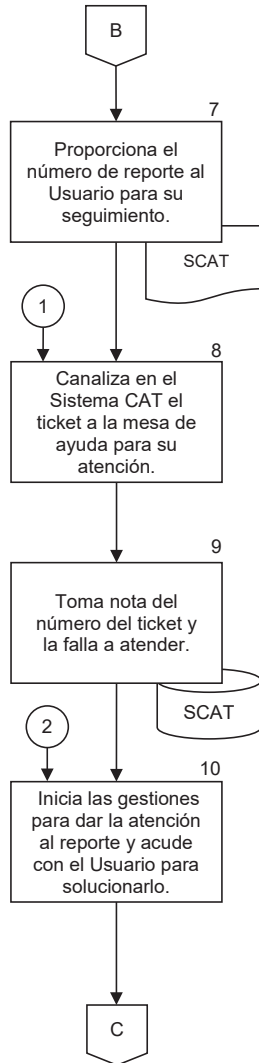 B
7
Proporciona el
número de reporte al
Usuario para su
seguimiento.
SCAT
1
8
Canaliza en el
Sistema CAT el
ticket a la mesa de
ayuda para su
atención.
9
Toma nota del
número del ticket y
la falla a atender.
SCAT
2
10
Inicia las gestiones
para dar la atención
al reporte y acude
con el Usuario para
solucionarlo.
C